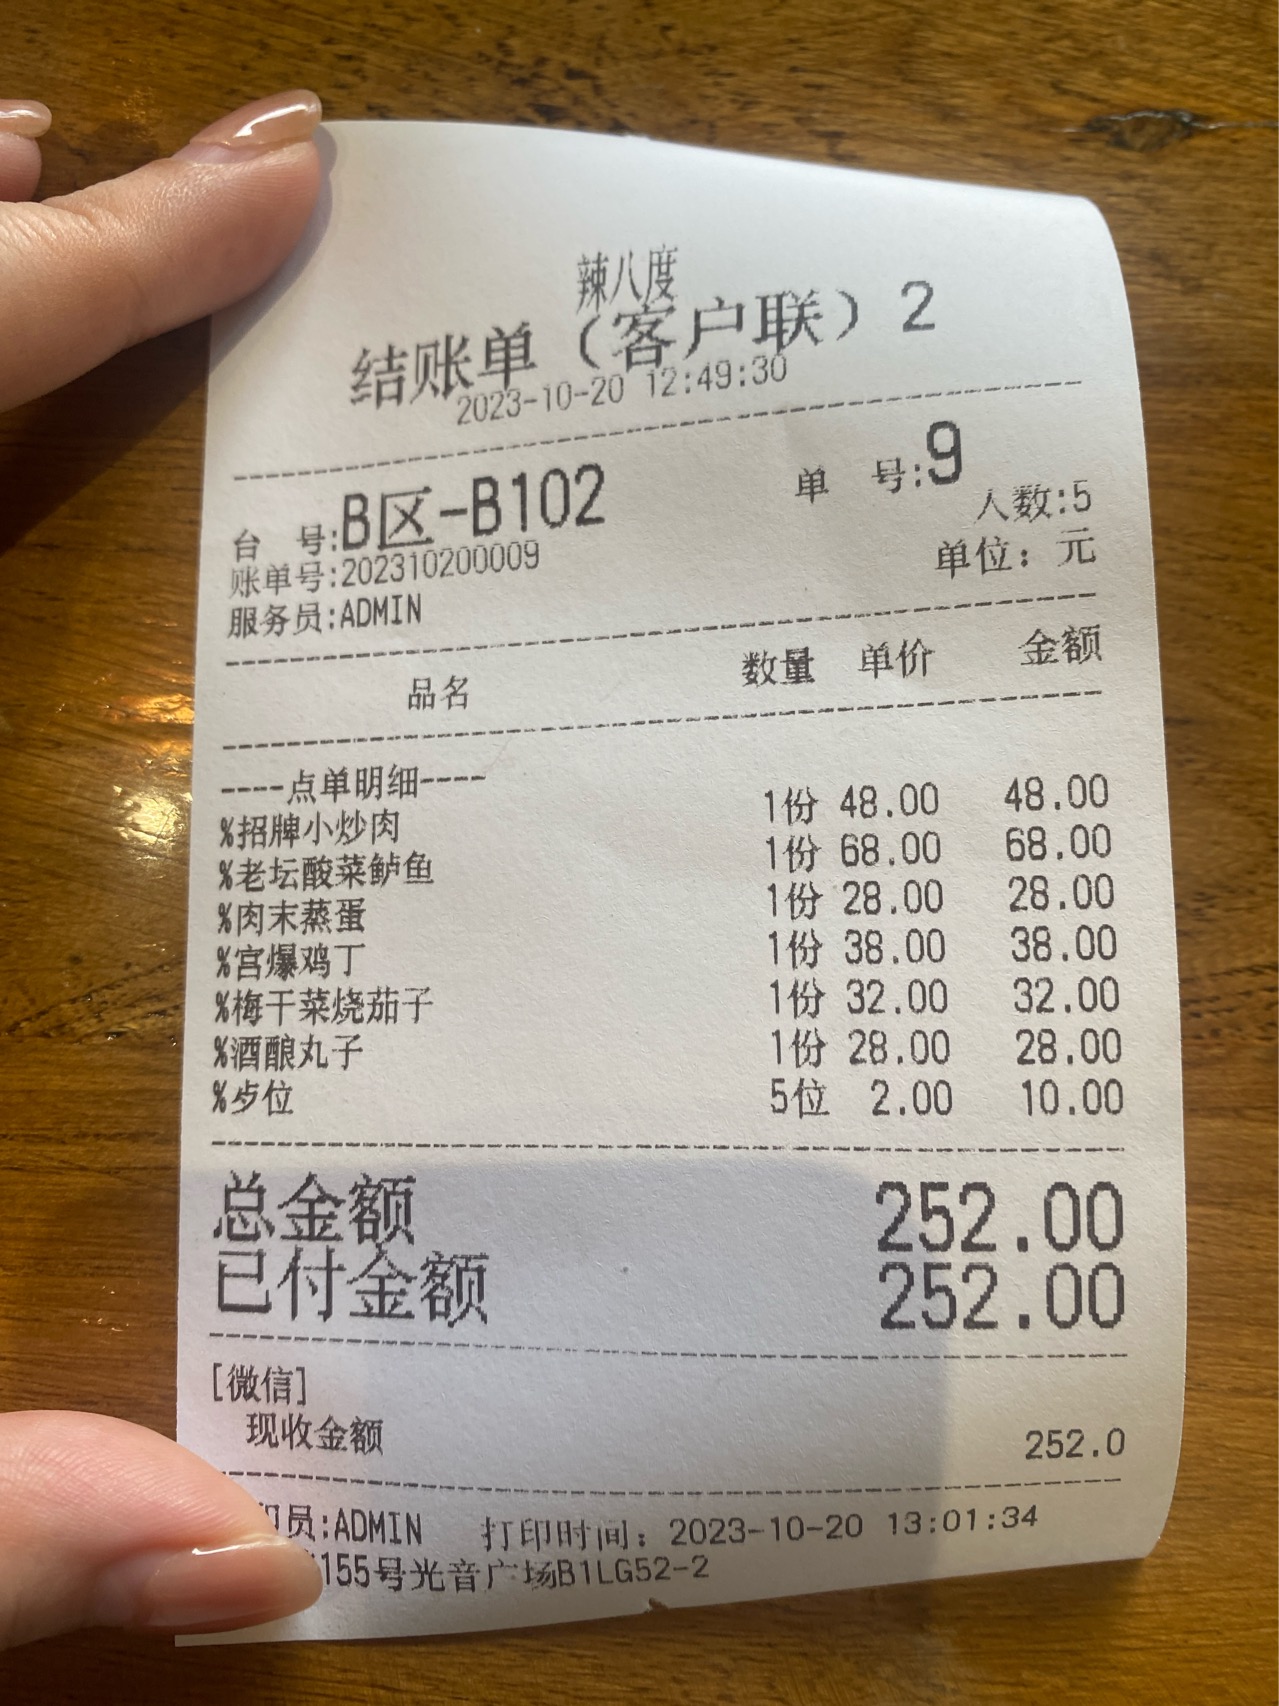 辣八度
结账单（客户联）2
2023-10-20 12:49:30
台 号:B区-B102 单 号:9
账单号:202310200009 人数:5
服务员:ADMIN 单位：元
品名 数量 单价 金额
----点单明细----
%招牌小炒肉 1份 48.00 48.00
%老坛酸菜鲈鱼 1份 68.00 68.00
%肉末蒸蛋 1份 28.00 28.00
%宫爆鸡丁 1份 38.00 38.00
%梅干菜烧茄子 1份 32.00 32.00
%酒酿丸子 1份 28.00 28.00
%歺位 5位 2.00 10.00
总金额 252.00
已付金额 252.00
[微信]
现收金额 252.0
员:ADMIN 打印时间：2023-10-20 13:01:34
155号光音广场B1LG52-2